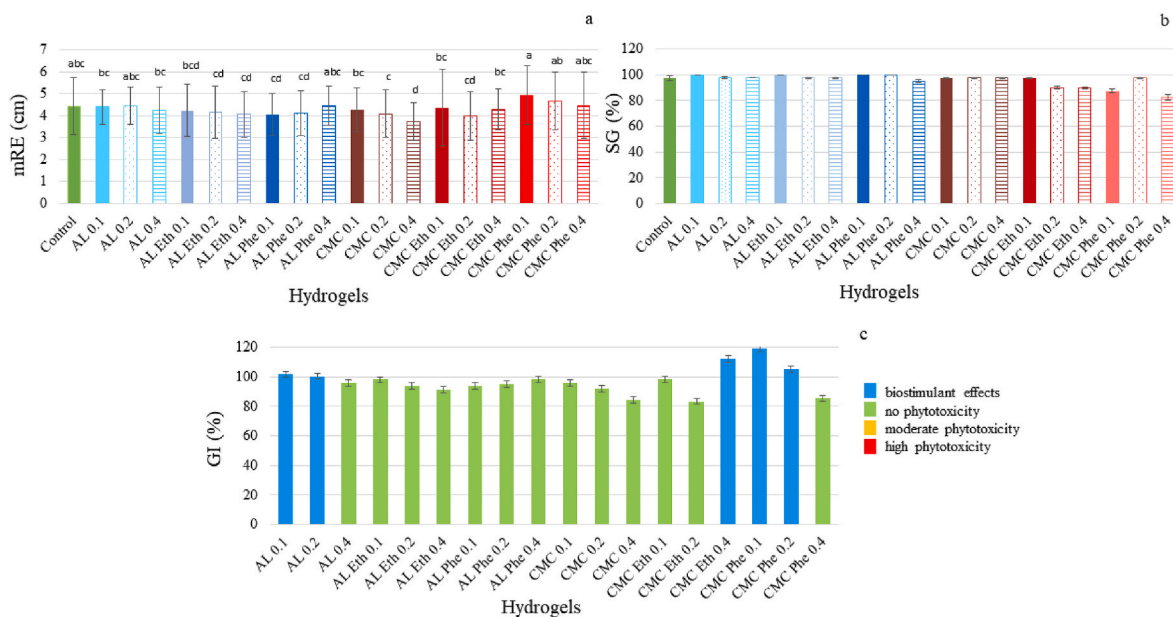 a
mRE (cm)
7
6
5
4
3
2
1
0
abc
bc
abc
bc
bcd
cd
cd
cd
cd
abc
bc
c
d
bc
cd
bc
a
ab
abc
Control
AL 0.1
AL 0.2
AL 0.4
AL Eth 0.1
AL Eth 0.2
AL Eth 0.4
AL Phe 0.1
AL Phe 0.2
AL Phe 0.4
CMC 0.1
CMC 0.2
CMC 0.4
CMC Eth 0.1
CMC Eth 0.2
CMC Eth 0.4
CMC Phe 0.1
CMC Phe 0.2
CMC Phe 0.4
Hydrogels
b
SG (%)
120
100
80
60
40
20
0
Control
AL 0.1
AL 0.2
AL 0.4
AL Eth 0.1
AL Eth 0.2
AL Eth 0.4
AL Phe 0.1
AL Phe 0.2
AL Phe 0.4
CMC 0.1
CMC 0.2
CMC 0.4
CMC Eth 0.1
CMC Eth 0.2
CMC Eth 0.4
CMC Phe 0.1
CMC Phe 0.2
CMC Phe 0.4
Hydrogels
c
GI (%)
120
100
80
60
40
20
0
AL 0.1
AL 0.2
AL 0.4
AL Eth 0.1
AL Eth 0.2
AL Eth 0.4
AL Phe 0.1
AL Phe 0.2
AL Phe 0.4
CMC 0.1
CMC 0.2
CMC 0.4
CMC Eth 0.1
CMC Eth 0.2
CMC Eth 0.4
CMC Phe 0.1
CMC Phe 0.2
CMC Phe 0.4
Hydrogels
biostimulant effects
no phytotoxicity
moderate phytotoxicity
high phytotoxicity